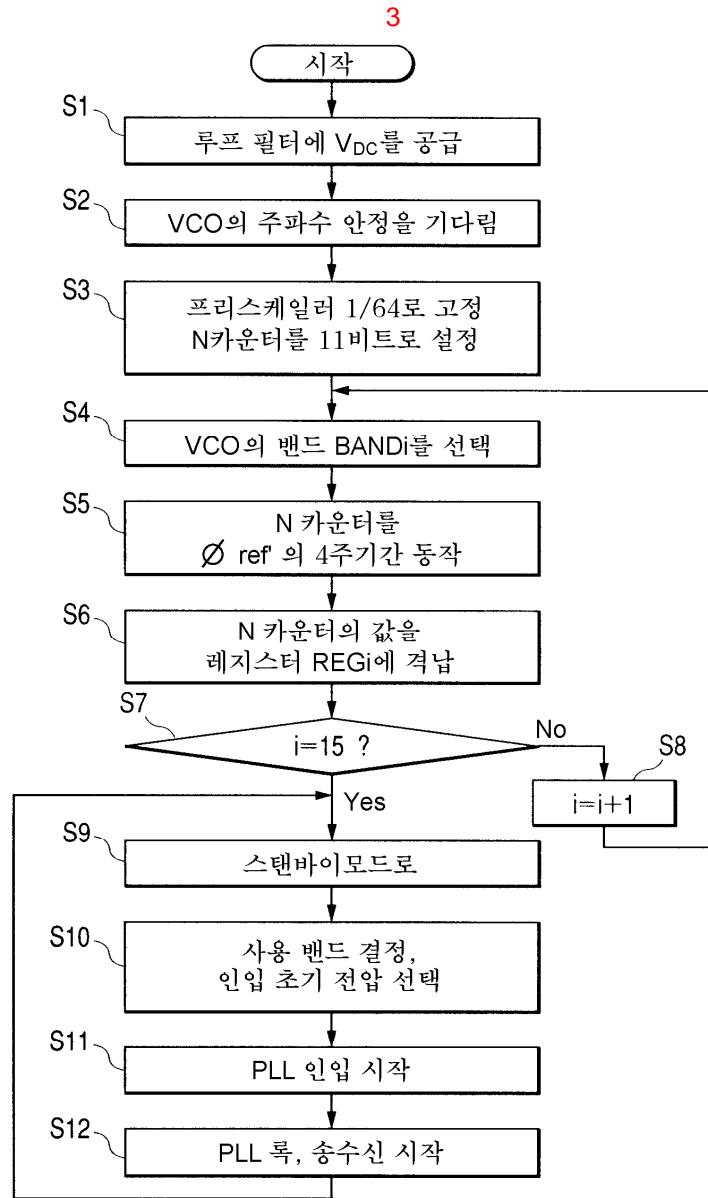 3
시작
S1
루프 필터에 VDC를 공급
S2
VCO의 주파수 안정을 기다림
S3
프리스케일러 1/64로 고정
N카운터를 11비트로 설정
S4
VCO의 밴드 BANDi를 선택
S5
N 카운터를
Ø ref' 의 4주기간 동작
S6
N 카운터의 값을
레지스터 REGi에 격납
S7
i=15 ?
No
Yes
S8
i=i+1
S9
스탠바이모드로
S10
사용 밴드 결정,
인입 초기 전압 선택
S11
PLL 인입 시작
S12
PLL 록, 송수신 시작